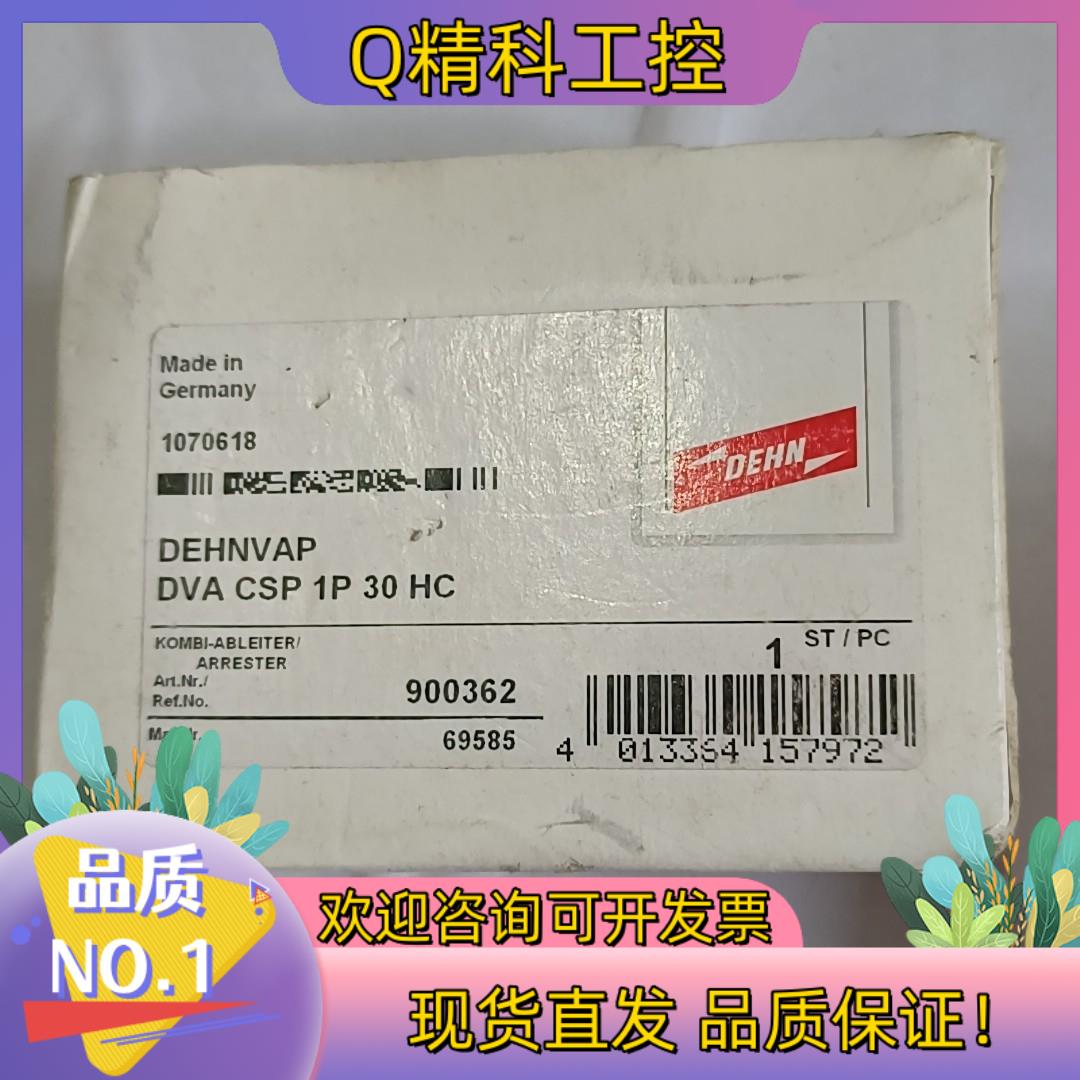 Q精科工控
Made in
Germany
1070618
DEHN
DEHNVAP
DVA CSP 1P 30 HC
KOMBI-ABLEITER/
ARRESTER
1 ST / PC
Art.Nr./
Ref.No.
900362
69585
4 013364 157972
品质
NO.1
欢迎咨询可开发票
现货直发 品质保证!